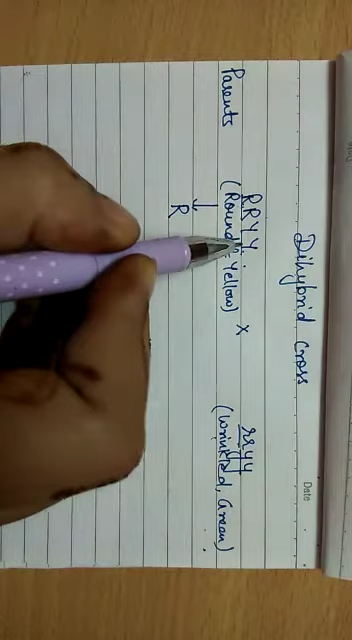 Date
Dihybrid Cross
Parents RRYY x rryy
(Round, Yellow) (Wrinkled, Green)
R